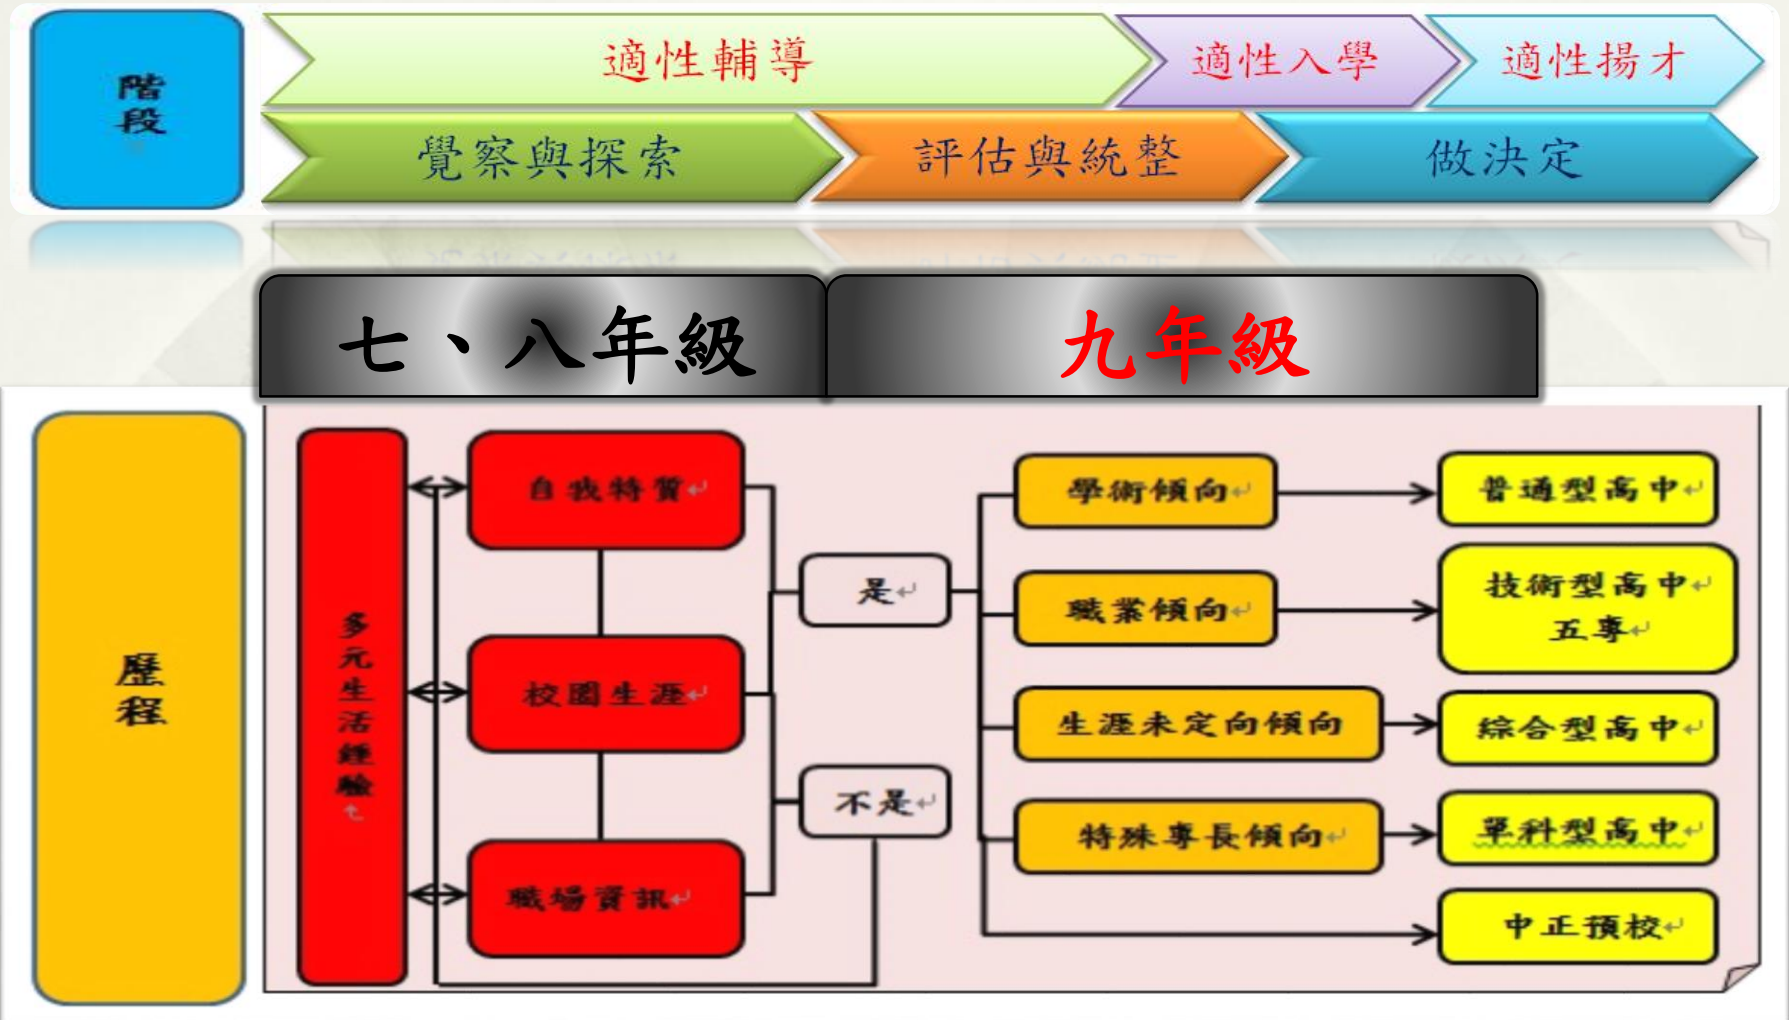 階段
適性輔導
適性入學
適性揚才
覺察與探索
評估與統整
做決定
七、八年級
九年級
歷程
多元生活經驗
自我特質
校園生涯
職場資訊
是
不是
學術傾向
職業傾向
生涯未定向傾向
特殊專長傾向
普通型高中
技術型高中
五專
綜合型高中
單科型高中
中正預校